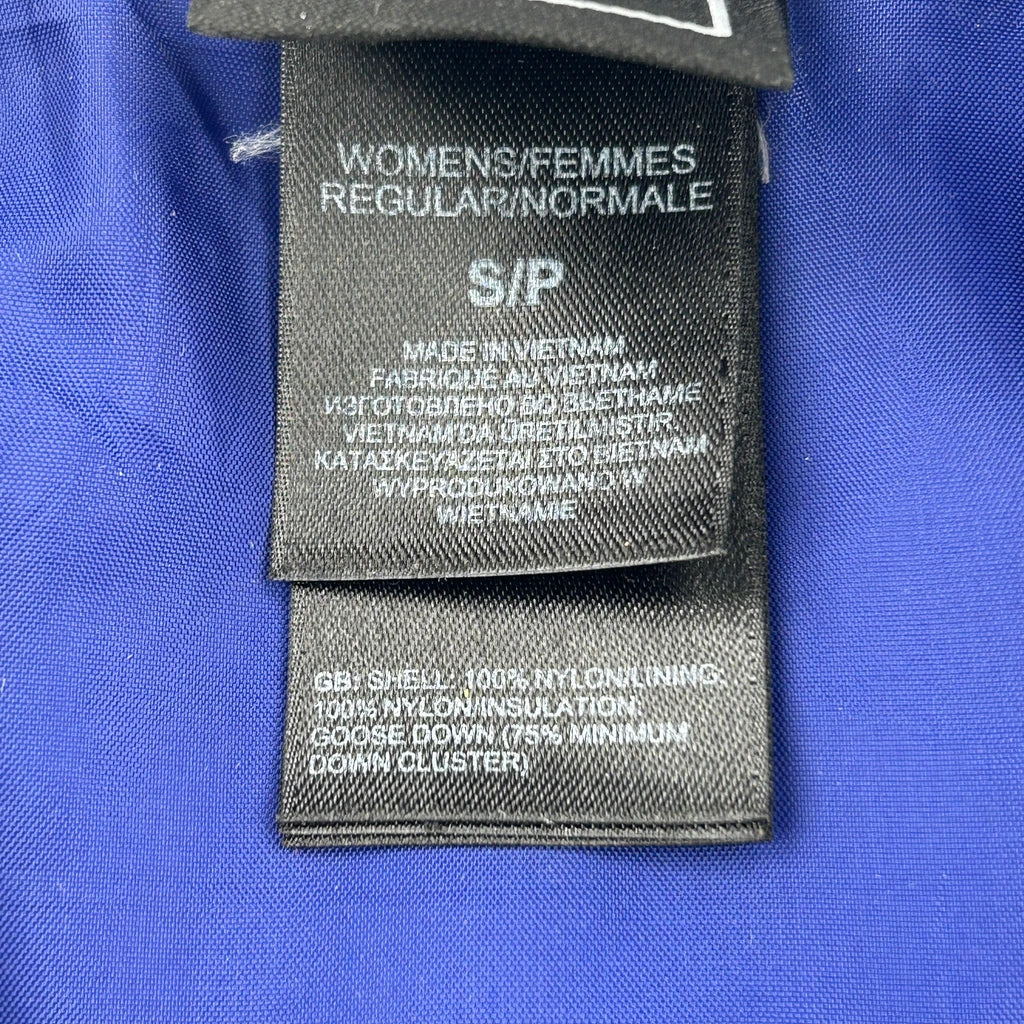 WOMENS/FEMMES
REGULAR/NORMALE
S/P
MADE IN VIETNAM
FABRIQUÉ AU VIETNAM
ИЗГОТОВЛЕНО ВО ВЬЕТНАМЕ
VIETNAM DA ÜRETILMISTIR
ΚΑΤΑΣΚΕΥΑΖΕΤΑΙ ΣΤΟ ΒΙΕΤΝΑΜ
WYPRODUKOWANO W
WIETNAMIE
GB: SHELL: 100% NYLON/LINING:
100% NYLON/INSULATION:
GOOSE DOWN (75% MINIMUM
DOWN CLUSTER)